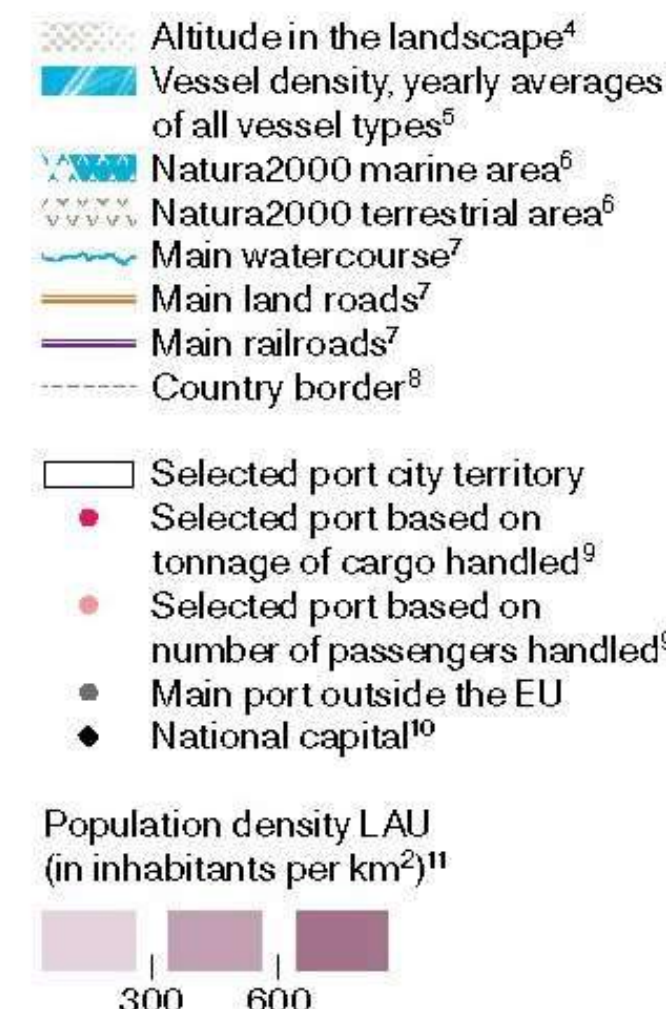 Altitude in the landscape⁴
Vessel density, yearly averages
of all vessel types⁵
Natura2000 marine area⁶
Natura2000 terrestrial area⁶
Main watercourse⁷
Main land roads⁷
Main railroads⁷
Country border⁸
Selected port city territory
Selected port based on
tonnage of cargo handled⁹
Selected port based on
number of passengers handled⁹
Main port outside the EU
National capital¹⁰
Population density LAU
(in inhabitants per km²)¹¹
300 600